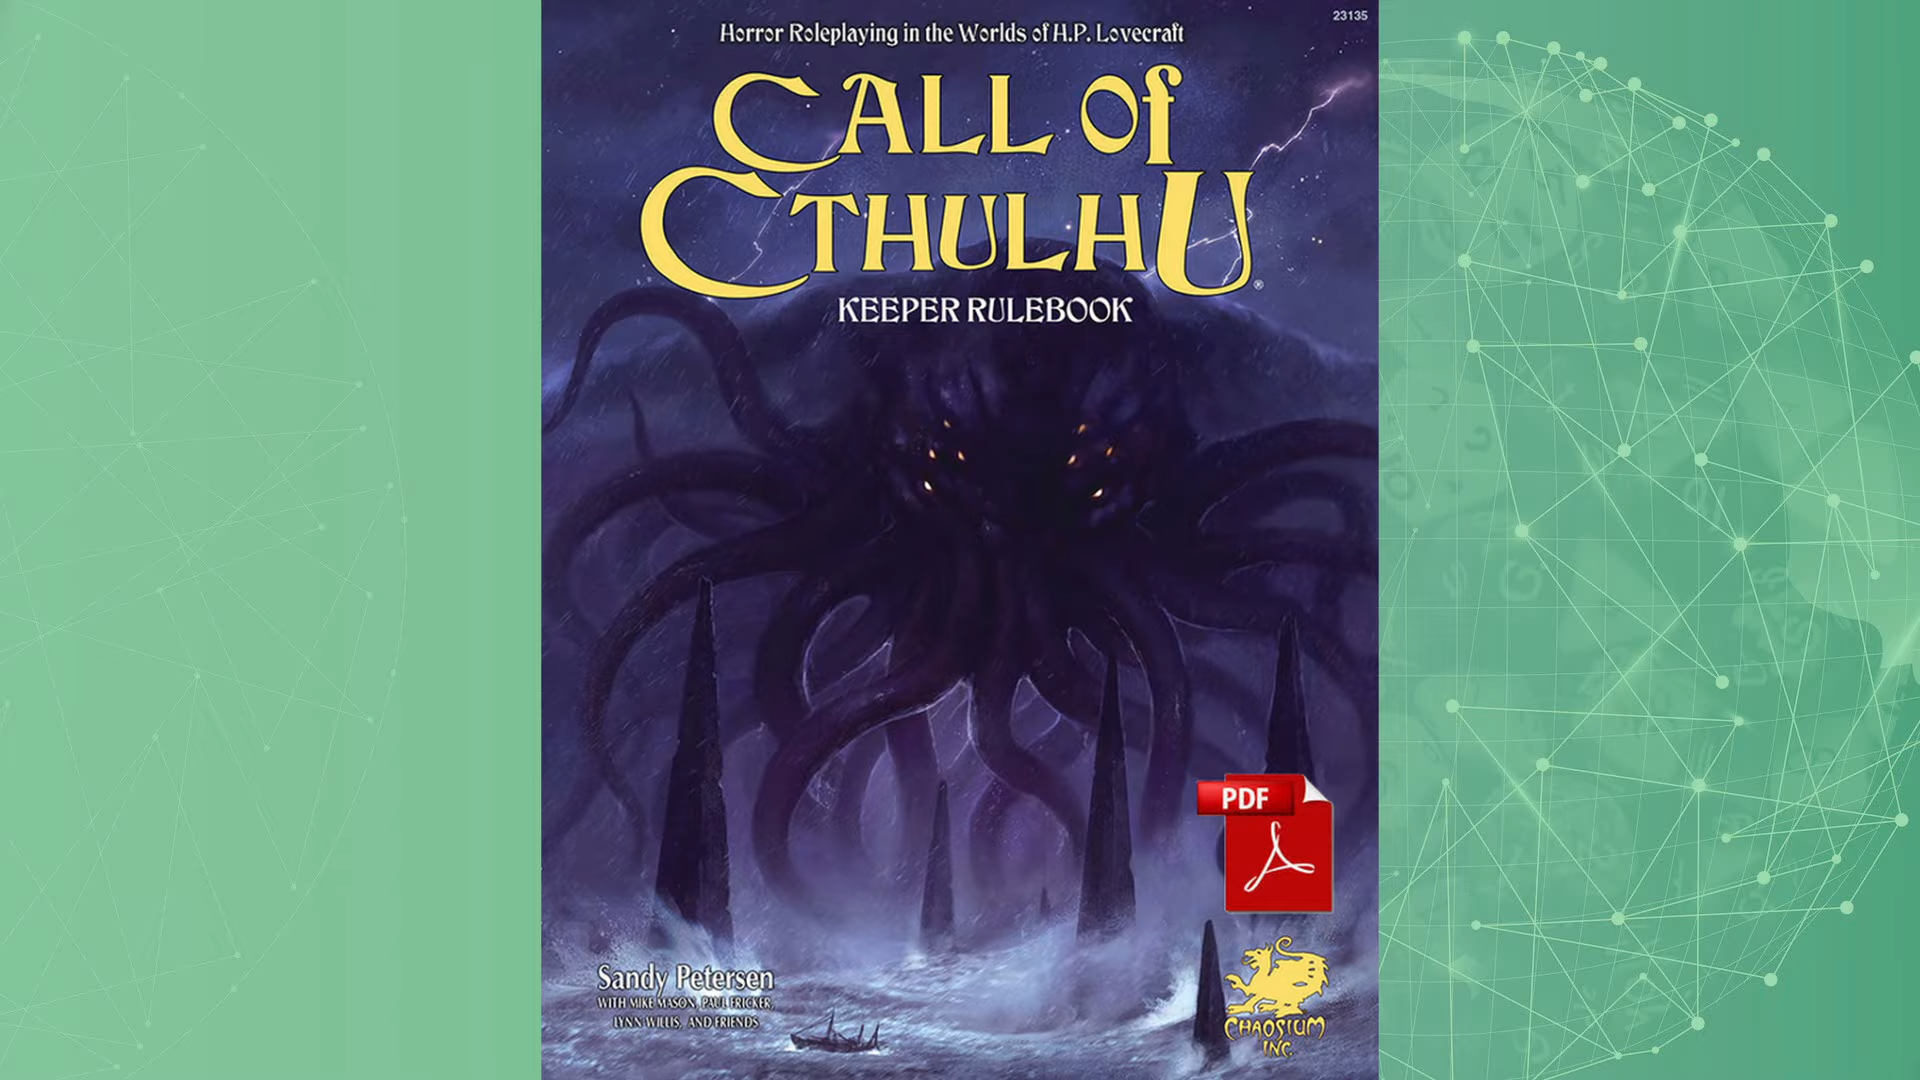 23135
Horror Roleplaying in the Worlds of H.P. Lovecraft
CALL Of
CTHULHU®
KEEPER RULEBOOK
PDF
Sandy Petersen
WITH MIKE MASON, PAUL FRICKER,
LYNN WILLIS, AND FRIENDS
CHAOSIUM
INC.